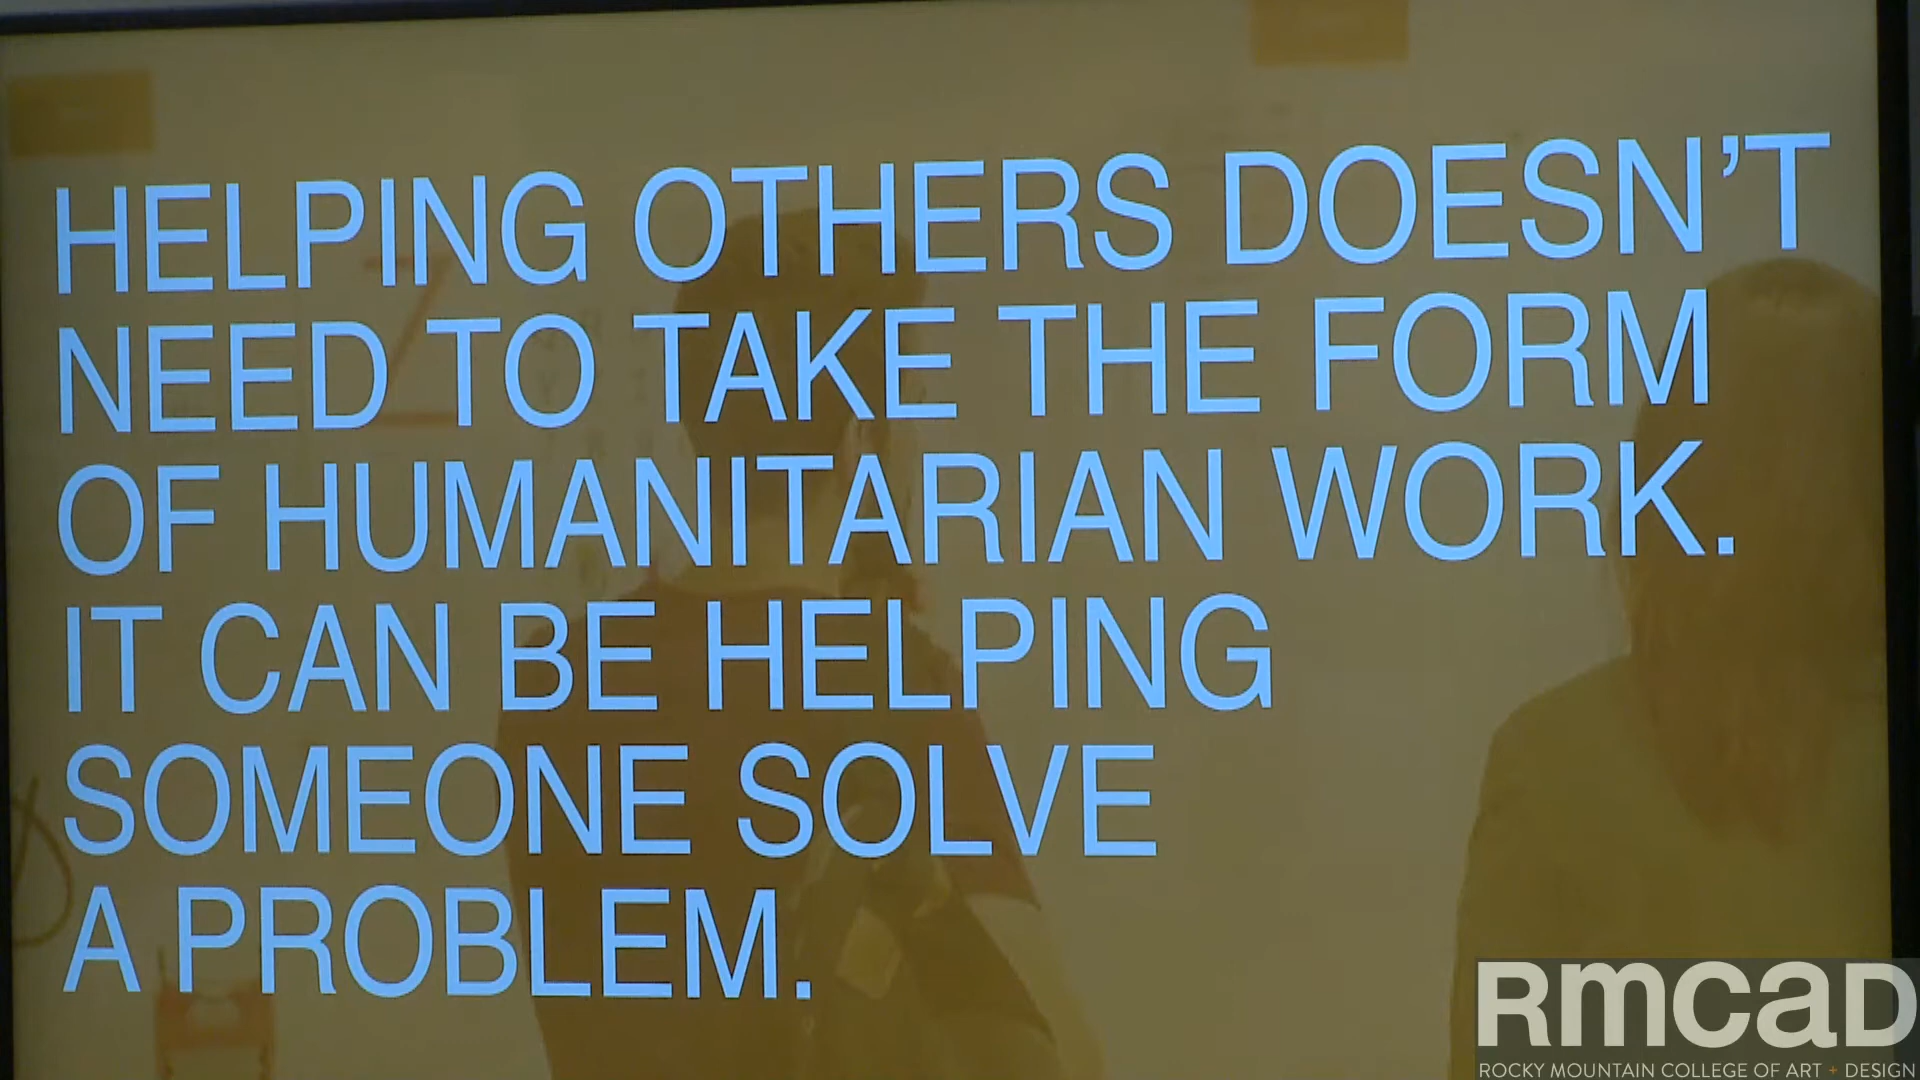 HELPING OTHERS DOESN’T
NEED TO TAKE THE FORM
OF HUMANITARIAN WORK.
IT CAN BE HELPING
SOMEONE SOLVE
A PROBLEM.
RMCAD
ROCKY MOUNTAIN COLLEGE OF ART + DESIGN